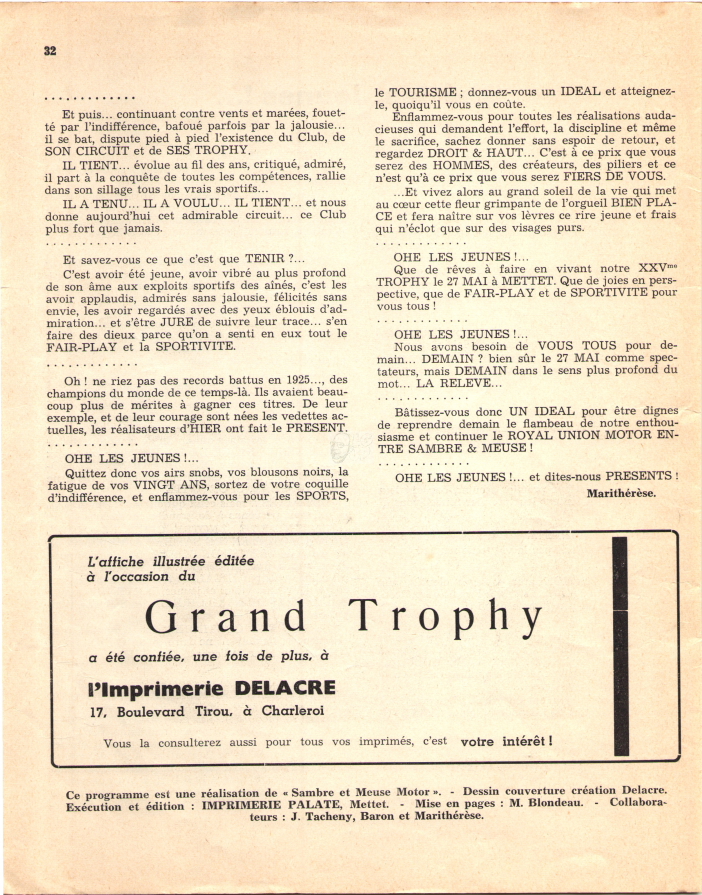 32
. . . . . . . . . . . . .
Et puis... continuant contre vents et marées, fouet-
té par l'indifférence, bafoué parfois par la jalousie...
il se bat, dispute pied à pied l'existence du Club, de
SON CIRCUIT et de SES TROPHY.
IL TIENT... évolue au fil des ans, critiqué, admiré,
il part à la conquête de toutes les compétences, rallie
dans son sillage tous les vrais sportifs...
IL A TENU... IL A VOULU... IL TIENT... et nous
donne aujourd'hui cet admirable circuit... ce Club
plus fort que jamais.
. . . . . . . . . . . . .
Et savez-vous ce que c'est que TENIR ?...
C'est avoir été jeune, avoir vibré au plus profond
de son âme aux exploits sportifs des aînés, c'est les
avoir applaudis, admirés sans jalousie, félicités sans
envie, les avoir regardés avec des yeux éblouis d'ad-
miration... et s'être JURE de suivre leur trace... s'en
faire des dieux parce qu'on a senti en eux tout le
FAIR-PLAY et la SPORTIVITE.
. . . . . . . . . . . . .
Oh ! ne riez pas des records battus en 1925..., des
champions du monde de ce temps-là. Ils avaient beau-
coup plus de mérites à gagner ces titres. De leur
exemple, et de leur courage sont nées les vedettes ac-
tuelles, les réalisateurs d'HIER ont fait le PRESENT.
. . . . . . . . . . . . .
OHE LES JEUNES !...
Quittez donc vos airs snobs, vos blousons noirs, la
fatigue de vos VINGT ANS, sortez de votre coquille
d'indifférence, et enflammez-vous pour les SPORTS,
le TOURISME ; donnez-vous un IDEAL et atteignez-
le, quoiqu'il vous en coûte.
Enflammez-vous pour toutes les réalisations auda-
cieuses qui demandent l'effort, la discipline et même
le sacrifice, sachez donner sans espoir de retour, et
regardez DROIT & HAUT... C'est à ce prix que vous
serez des HOMMES, des créateurs, des piliers et ce
n'est qu'à ce prix que vous serez FIERS DE VOUS.
...Et vivez alors au grand soleil de la vie qui met
au cœur cette fleur grimpante de l'orgueil BIEN PLA-
CE et fera naître sur vos lèvres ce rire jeune et frais
qui n'éclot que sur des visages purs.
. . . . . . . . . . . . .
OHE LES JEUNES !...
Que de rêves à faire en vivant notre XXVme
TROPHY le 27 MAI à METTET. Que de joies en pers-
pective, que de FAIR-PLAY et de SPORTIVITE pour
vous tous !
. . . . . . . . . . . . .
OHE LES JEUNES !...
Nous avons besoin de VOUS TOUS pour de-
main... DEMAIN ? bien sûr le 27 MAI comme spec-
tateurs, mais DEMAIN dans le sens plus profond du
mot... LA RELEVE...
. . . . . . . . . . . . .
Bâtissez-vous donc UN IDEAL pour être dignes
de reprendre demain le flambeau de notre enthou-
siasme et continuer le ROYAL UNION MOTOR EN-
TRE SAMBRE & MEUSE !
. . . . . . . . . . . . .
OHE LES JEUNES !... et dites-nous PRESENTS !
Marithérèse.
L'affiche illustrée éditée
à l'occasion du
Grand Trophy
a été confiée, une fois de plus, à
l'Imprimerie DELACRE
17, Boulevard Tirou, à Charleroi
Vous la consulterez aussi pour tous vos imprimés, c'est votre intérêt !
Ce programme est une réalisation de « Sambre et Meuse Motor ». - Dessin couverture création Delacre.
Exécution et édition : IMPRIMERIE PALATE, Mettet. - Mise en pages : M. Blondeau. - Collabora-
teurs : J. Tacheny, Baron et Marithérèse.